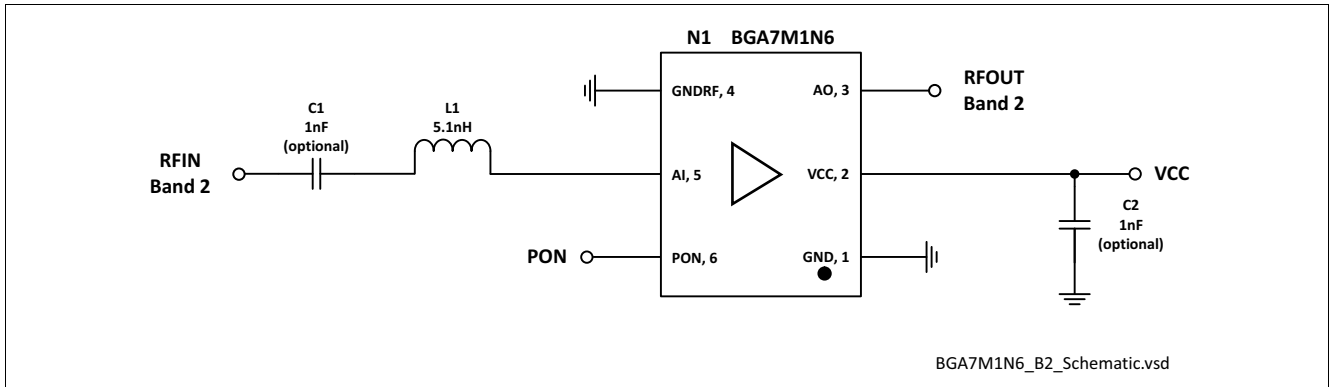 N1 BGA7M1N6
GNDRF, 4
AO, 3
RFOUT
Band 2
C1
1nF
(optional)
L1
5.1nH
RFIN
Band 2
AI, 5
VCC, 2
VCC
C2
1nF
(optional)
PON
PON, 6
GND, 1
BGA7M1N6_B2_Schematic.vsd